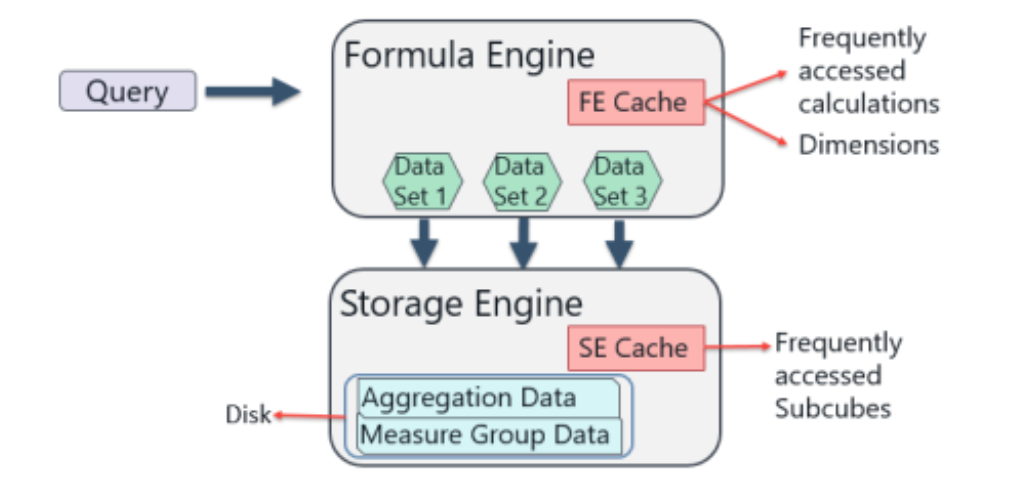 Formula Engine
Query
FE Cache
Frequently
accessed
calculations
Dimensions
Data
Set 1
Data
Set 2
Data
Set 3
Storage Engine
SE Cache
Frequently
accessed
Subcubes
Disk
Aggregation Data
Measure Group Data